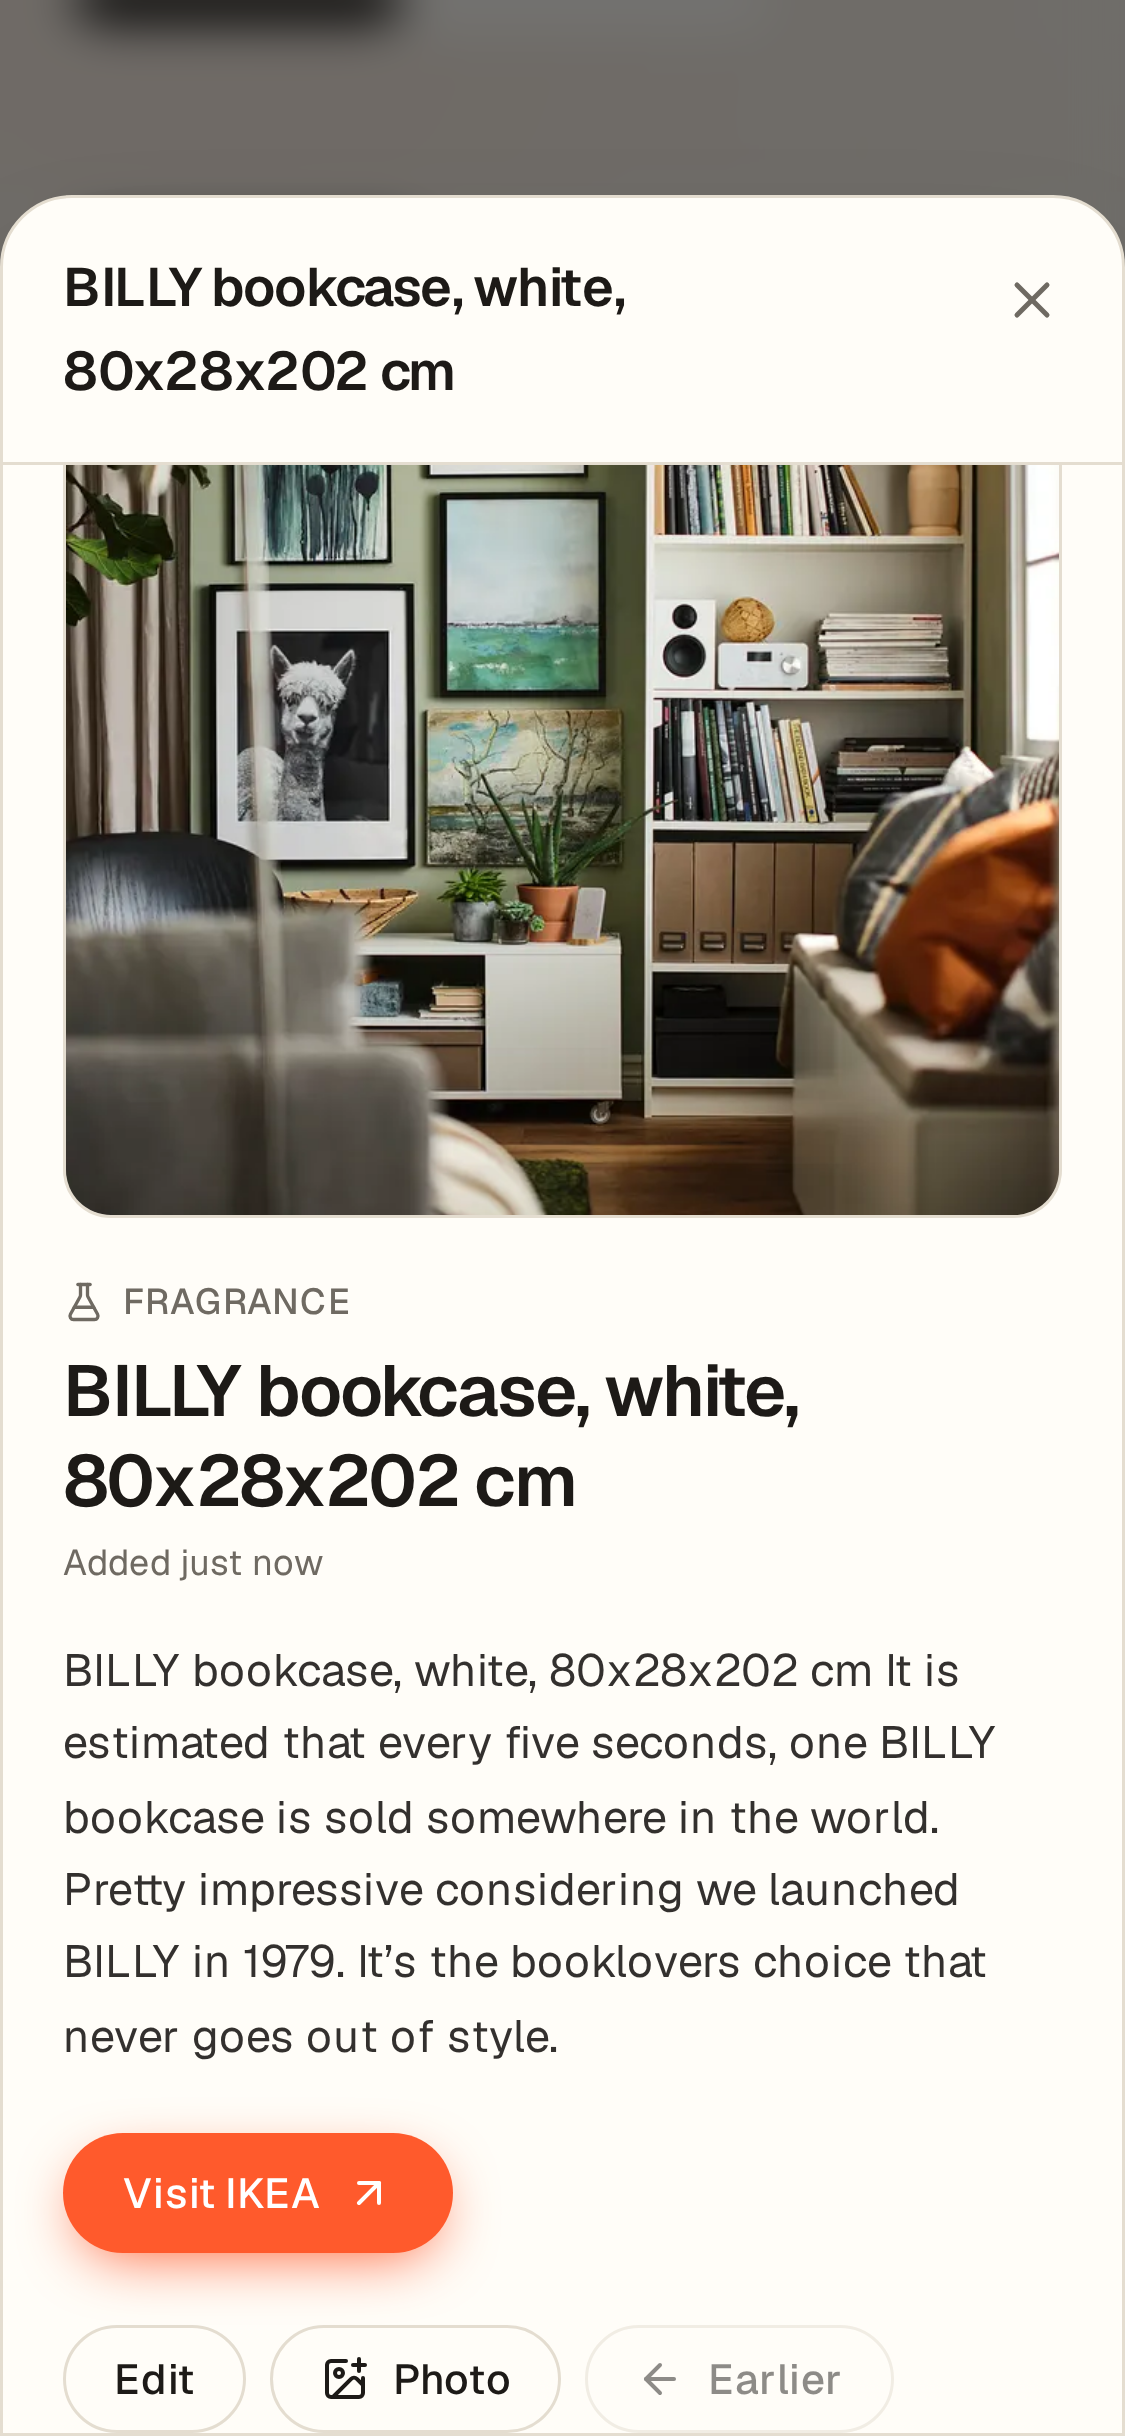 BILLY bookcase, white,
80x28x202 cm
FRAGRANCE
BILLY bookcase, white,
80x28x202 cm
Added just now
BILLY bookcase, white, 80x28x202 cm It is
estimated that every five seconds, one BILLY
bookcase is sold somewhere in the world.
Pretty impressive considering we launched
BILLY in 1979. It’s the booklovers choice that
never goes out of style.
Visit IKEA
Edit
Photo
Earlier